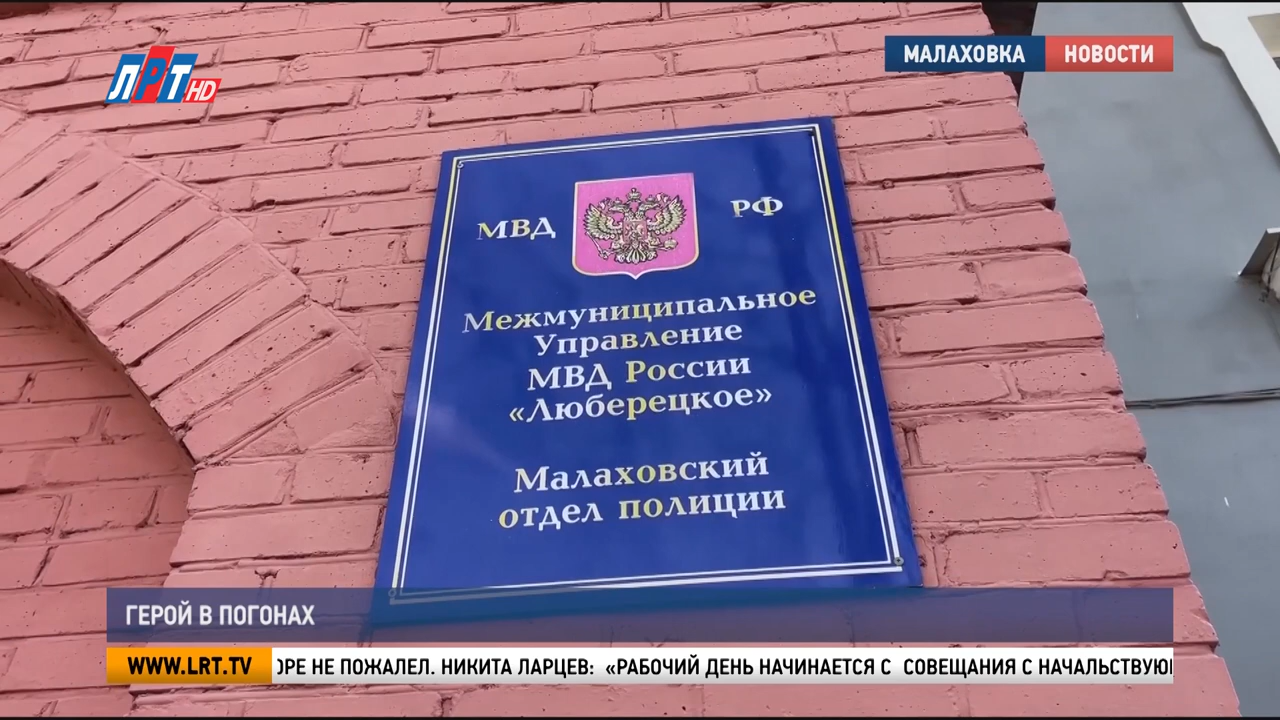 ЛРТ HD
МАЛАХОВКА НОВОСТИ
МВД РФ
Межмуниципальное
Управление
МВД России
«Люберецкое»
Малаховский
отдел полиции
ГЕРОЙ В ПОГОНАХ
WWW.LRT.TV НЕ ПОЖАЛЕЛ. НИКИТА ЛАРЦЕВ: «РАБОЧИЙ ДЕНЬ НАЧИНАЕТСЯ С СОВЕЩАНИЯ С